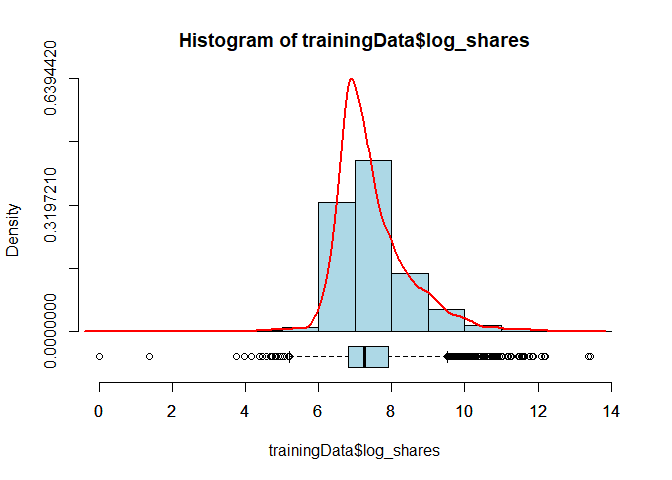 Histogram of trainingData$log_shares
Density
0.6394420
0.3197210
0.0000000
0 2 4 6 8 10 12 14
trainingData$log_shares